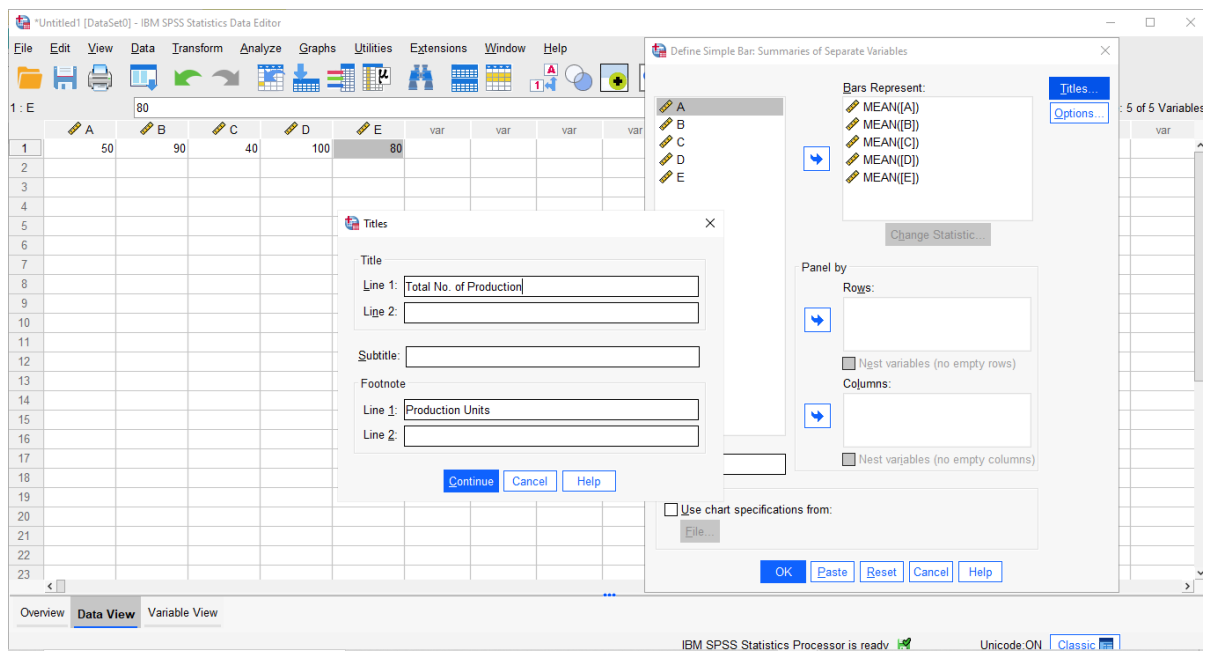 *Untitled1 [DataSet0] - IBM SPSS Statistics Data Editor
File Edit View Data Transform Analyze Graphs Utilities Extensions Window Help
1 : E
80
: 5 of 5 Variables
A B C D E var var var var var
1 50 90 40 100 80
2
3
4
5
6
7
8
9
10
11
12
13
14
15
16
17
18
19
20
21
22
23
Overview Data View Variable View
IBM SPSS Statistics Processor is ready Unicode:ON Classic
Define Simple Bar: Summaries of Separate Variables
A
B
C
D
E
Bars Represent:
MEAN([A])
MEAN([B])
MEAN([C])
MEAN([D])
MEAN([E])
Change Statistic...
Titles...
Options...
Panel by
Rows:
Nest variables (no empty rows)
Columns:
Nest variables (no empty columns)
Use chart specifications from:
File...
OK Paste Reset Cancel Help
Titles
Title
Line 1: Total No. of Production
Line 2:
Subtitle:
Footnote
Line 1: Production Units
Line 2:
Continue Cancel Help